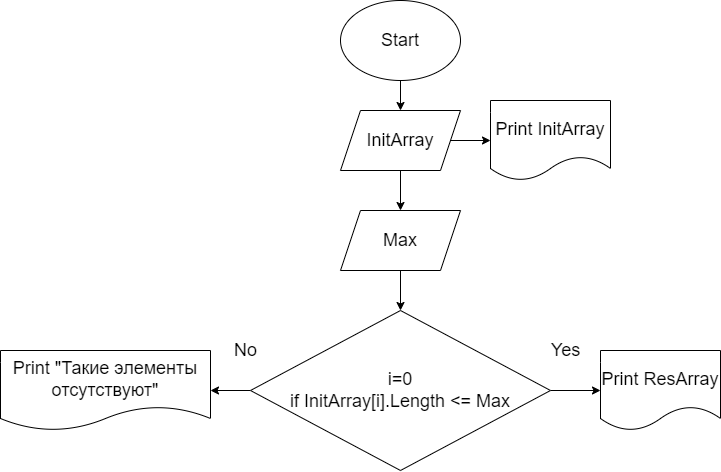 Start
InitArray
Print InitArray
Max
No
Yes
Print "Такие элементы
отсутствуют"
i=0
if InitArray[i].Length <= Max
Print ResArray